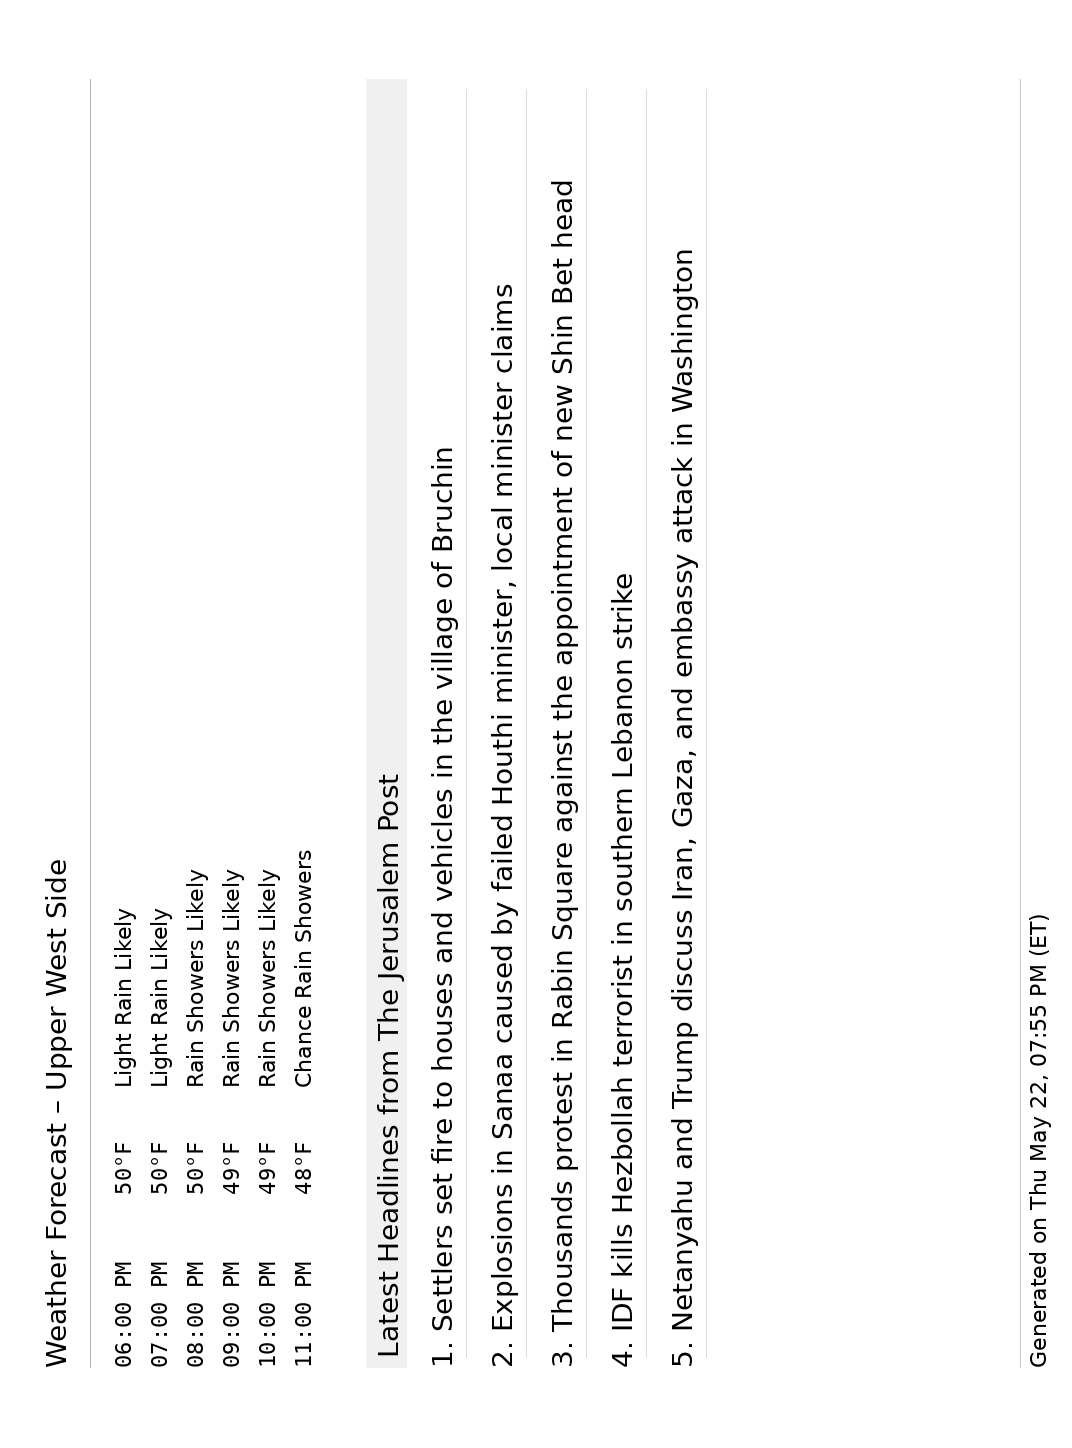 Weather Forecast – Upper West Side
06:00 PM 50°F Light Rain Likely
07:00 PM 50°F Light Rain Likely
08:00 PM 50°F Rain Showers Likely
09:00 PM 49°F Rain Showers Likely
10:00 PM 49°F Rain Showers Likely
11:00 PM 48°F Chance Rain Showers
Latest Headlines from The Jerusalem Post
1. Settlers set fire to houses and vehicles in the village of Bruchin
2. Explosions in Sanaa caused by failed Houthi minister, local minister claims
3. Thousands protest in Rabin Square against the appointment of new Shin Bet head
4. IDF kills Hezbollah terrorist in southern Lebanon strike
5. Netanyahu and Trump discuss Iran, Gaza, and embassy attack in Washington
Generated on Thu May 22, 07:55 PM (ET)